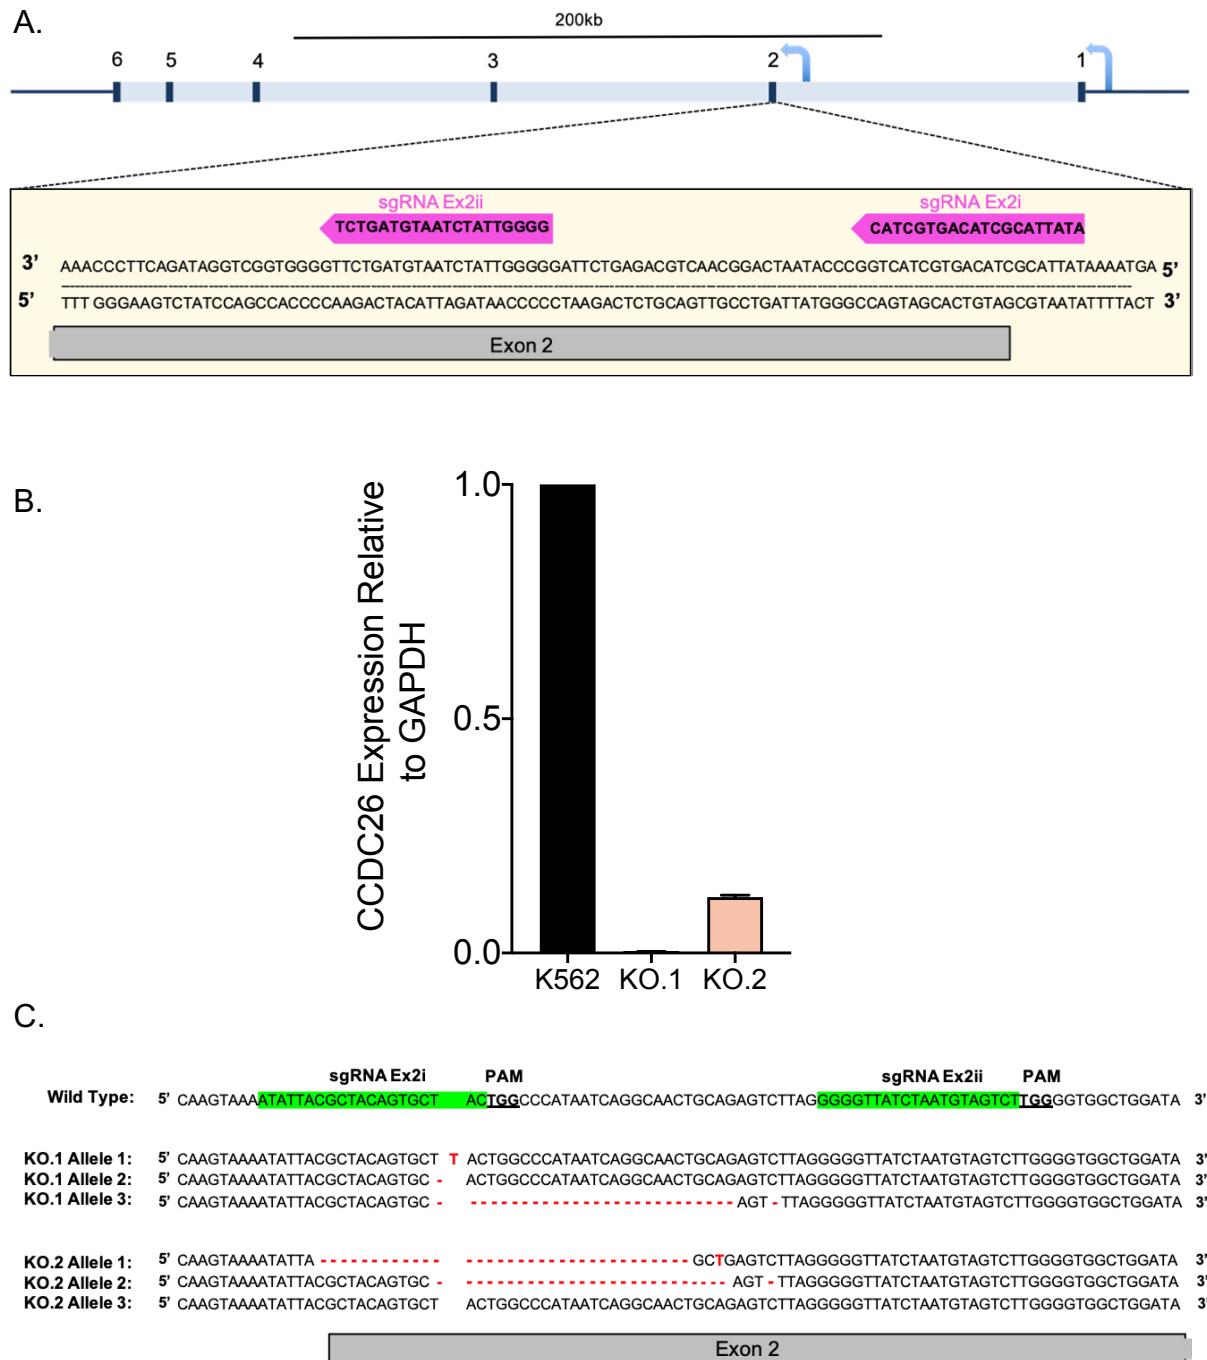 A.
200kb
6 5 4 3 2 1
sgRNA Ex2ii sgRNA Ex2i
TCTGATGTAATCTATTGGGG CATCGTGACATCGCATTATA
3’ AAACCCTTCAGATAGGTCGGTGGGGTTCTGATGTAATCTATTGGGGGATTCTGAGACGTCAACGGACTAATACCCGGTCATCGTGACATCGCATTATAAAATGA 5’
5’ TTT GGGAAGTCTATCCAGCCACCCCAAGACTACATTAGATAACCCCCTAAGACTCTGCAGTTGCCTGATTATGGGCCAGTAGCACTGTAGCGTAATATTTTACT 3’
Exon 2
B.
CCDC26 Expression Relative
to GAPDH
1.0
0.5
0.0
K562 KO.1 KO.2
C.
sgRNA Ex2i PAM sgRNA Ex2ii PAM
Wild Type: 5’ CAAGTAAAATATTACGCTACAGTGCT ACTGGCCCATAATCAGGCAACTGCAGAGTCTTAGGGGGTTATCTAATGTAGTCTTGGGGTGGCTGGATA 3’
KO.1 Allele 1: 5’ CAAGTAAAATATTACGCTACAGTGCT T ACTGGCCCATAATCAGGCAACTGCAGAGTCTTAGGGGGTTATCTAATGTAGTCTTGGGGTGGCTGGATA 3’
KO.1 Allele 2: 5’ CAAGTAAAATATTACGCTACAGTGC - ACTGGCCCATAATCAGGCAACTGCAGAGTCTTAGGGGGTTATCTAATGTAGTCTTGGGGTGGCTGGATA 3’
KO.1 Allele 3: 5’ CAAGTAAAATATTACGCTACAGTGC - ------------------------ AGT - TTAGGGGGTTATCTAATGTAGTCTTGGGGTGGCTGGATA 3’
KO.2 Allele 1: 5’ CAAGTAAAATATTA ----------- --------------------- GCTGAGTCTTAGGGGGTTATCTAATGTAGTCTTGGGGTGGCTGGATA 3’
KO.2 Allele 2: 5’ CAAGTAAAATATTACGCTACAGTGC - ------------------------ AGT - TTAGGGGGTTATCTAATGTAGTCTTGGGGTGGCTGGATA 3’
KO.2 Allele 3: 5’ CAAGTAAAATATTACGCTACAGTGCT ACTGGCCCATAATCAGGCAACTGCAGAGTCTTAGGGGGTTATCTAATGTAGTCTTGGGGTGGCTGGATA 3’
Exon 2